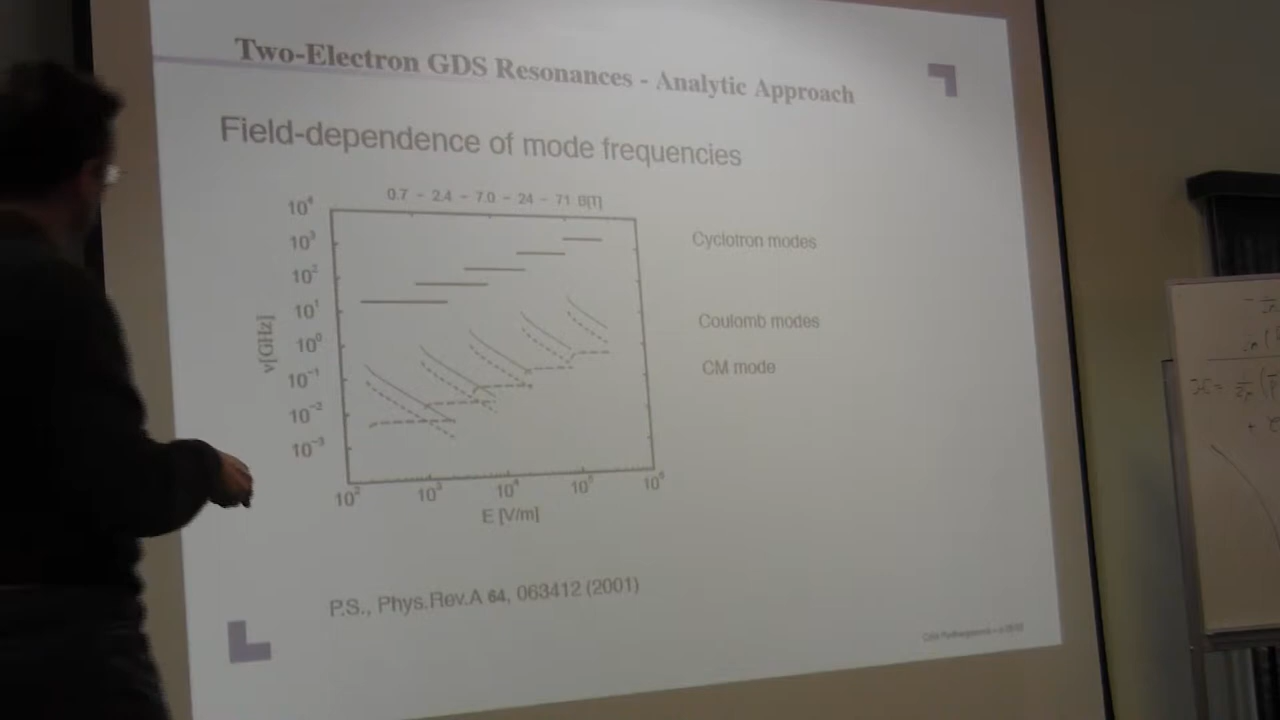 Two-Electron GDS Resonances - Analytic Approach
Field-dependence of mode frequencies
0.7 - 2.4 - 7.0 - 24 - 71 B[T]
10⁴
10³
10²
10¹
10⁰
10⁻¹
10⁻²
10⁻³
ν[GHz]
10² 10³ 10⁴ 10⁵ 10⁶
E [V/m]
Cyclotron modes
Coulomb modes
CM mode
P.S., Phys.Rev.A 64, 063412 (2001)